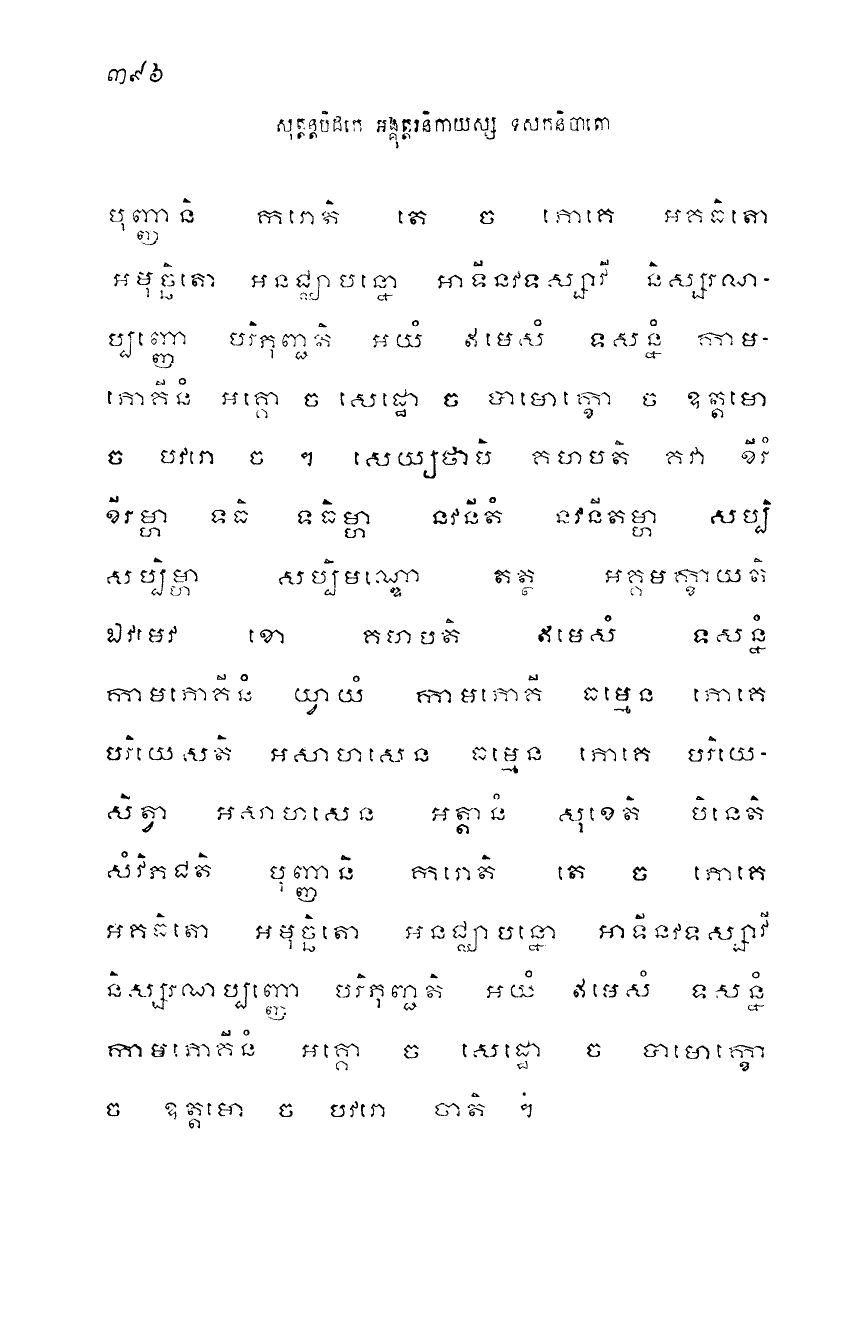 ៣៩៦
សុត្តន្តបិដកេ អង្គុត្តរនិកាយស្ស ទសកនិបាតោ
បុញ្ញានិ ករោតិ តេ ច ភោគេ អគធិតោ
អមុច្ឆិតោ អនជ្ឈាបន្នោ អាទីនវទស្សាវី និស្សរណ-
ប្បញ្ញោ បរិភុញ្ជតិ អយំ ឥមេសំ ទសន្នំ កាម-
ភោគីនំ អគ្គោ ច សេដ្ឋោ ច បាមោក្ខោ ច ឧត្តមោ
ច បវរោ ច ។ សេយ្យថាបិ គហបតិ គវា ខីរំ
ខីរម្ហា ទធិ ទធិម្ហា នវនីតំ នវនីតម្ហា សប្បិ
សប្បិម្ហា សប្បិមណ្ឌោ តត្ថ អគ្គមក្ខាយតិ
ឯវមេវ ខោ គហបតិ ឥមេសំ ទសន្នំ
កាមភោគីនំ យ្វាយំ កាមភោគី ធម្មេន ភោគេ
បរិយេសតិ អសាហសេន ធម្មេន ភោគេ បរិយេ-
សិត្វា អសាហសេន អត្តានំ សុខេតិ បិនេតិ
សំវិភជតិ បុញ្ញានិ ករោតិ តេ ច ភោគេ
អគធិតោ អមុច្ឆិតោ អនជ្ឈាបន្នោ អាទីនវទស្សាវី
និស្សរណប្បញ្ញោ បរិភុញ្ជតិ អយំ ឥមេសំ ទសន្នំ
កាមភោគីនំ អគ្គោ ច សេដ្ឋោ ច បាមោក្ខោ
ច ឧត្តមោ ច បវរោ ចាតិ ។